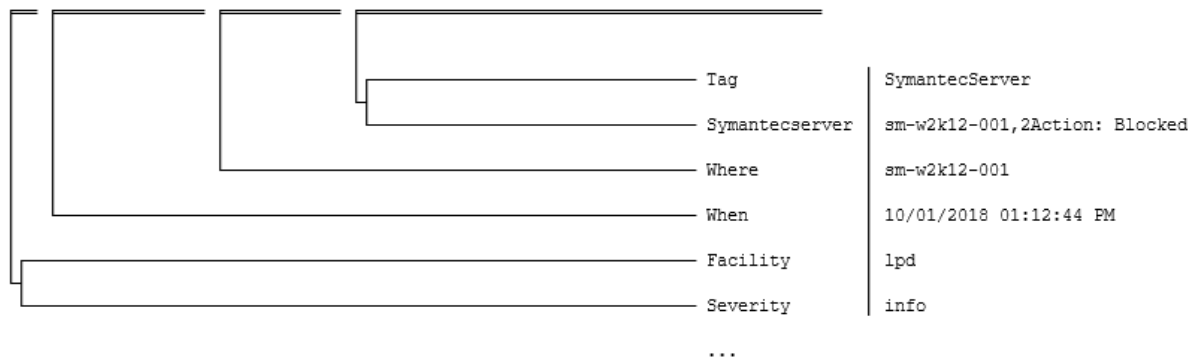 Tag SymantecServer
Symantecserver sm-w2k12-001,2Action: Blocked
Where sm-w2k12-001
When 10/01/2018 01:12:44 PM
Facility lpd
Severity info
...